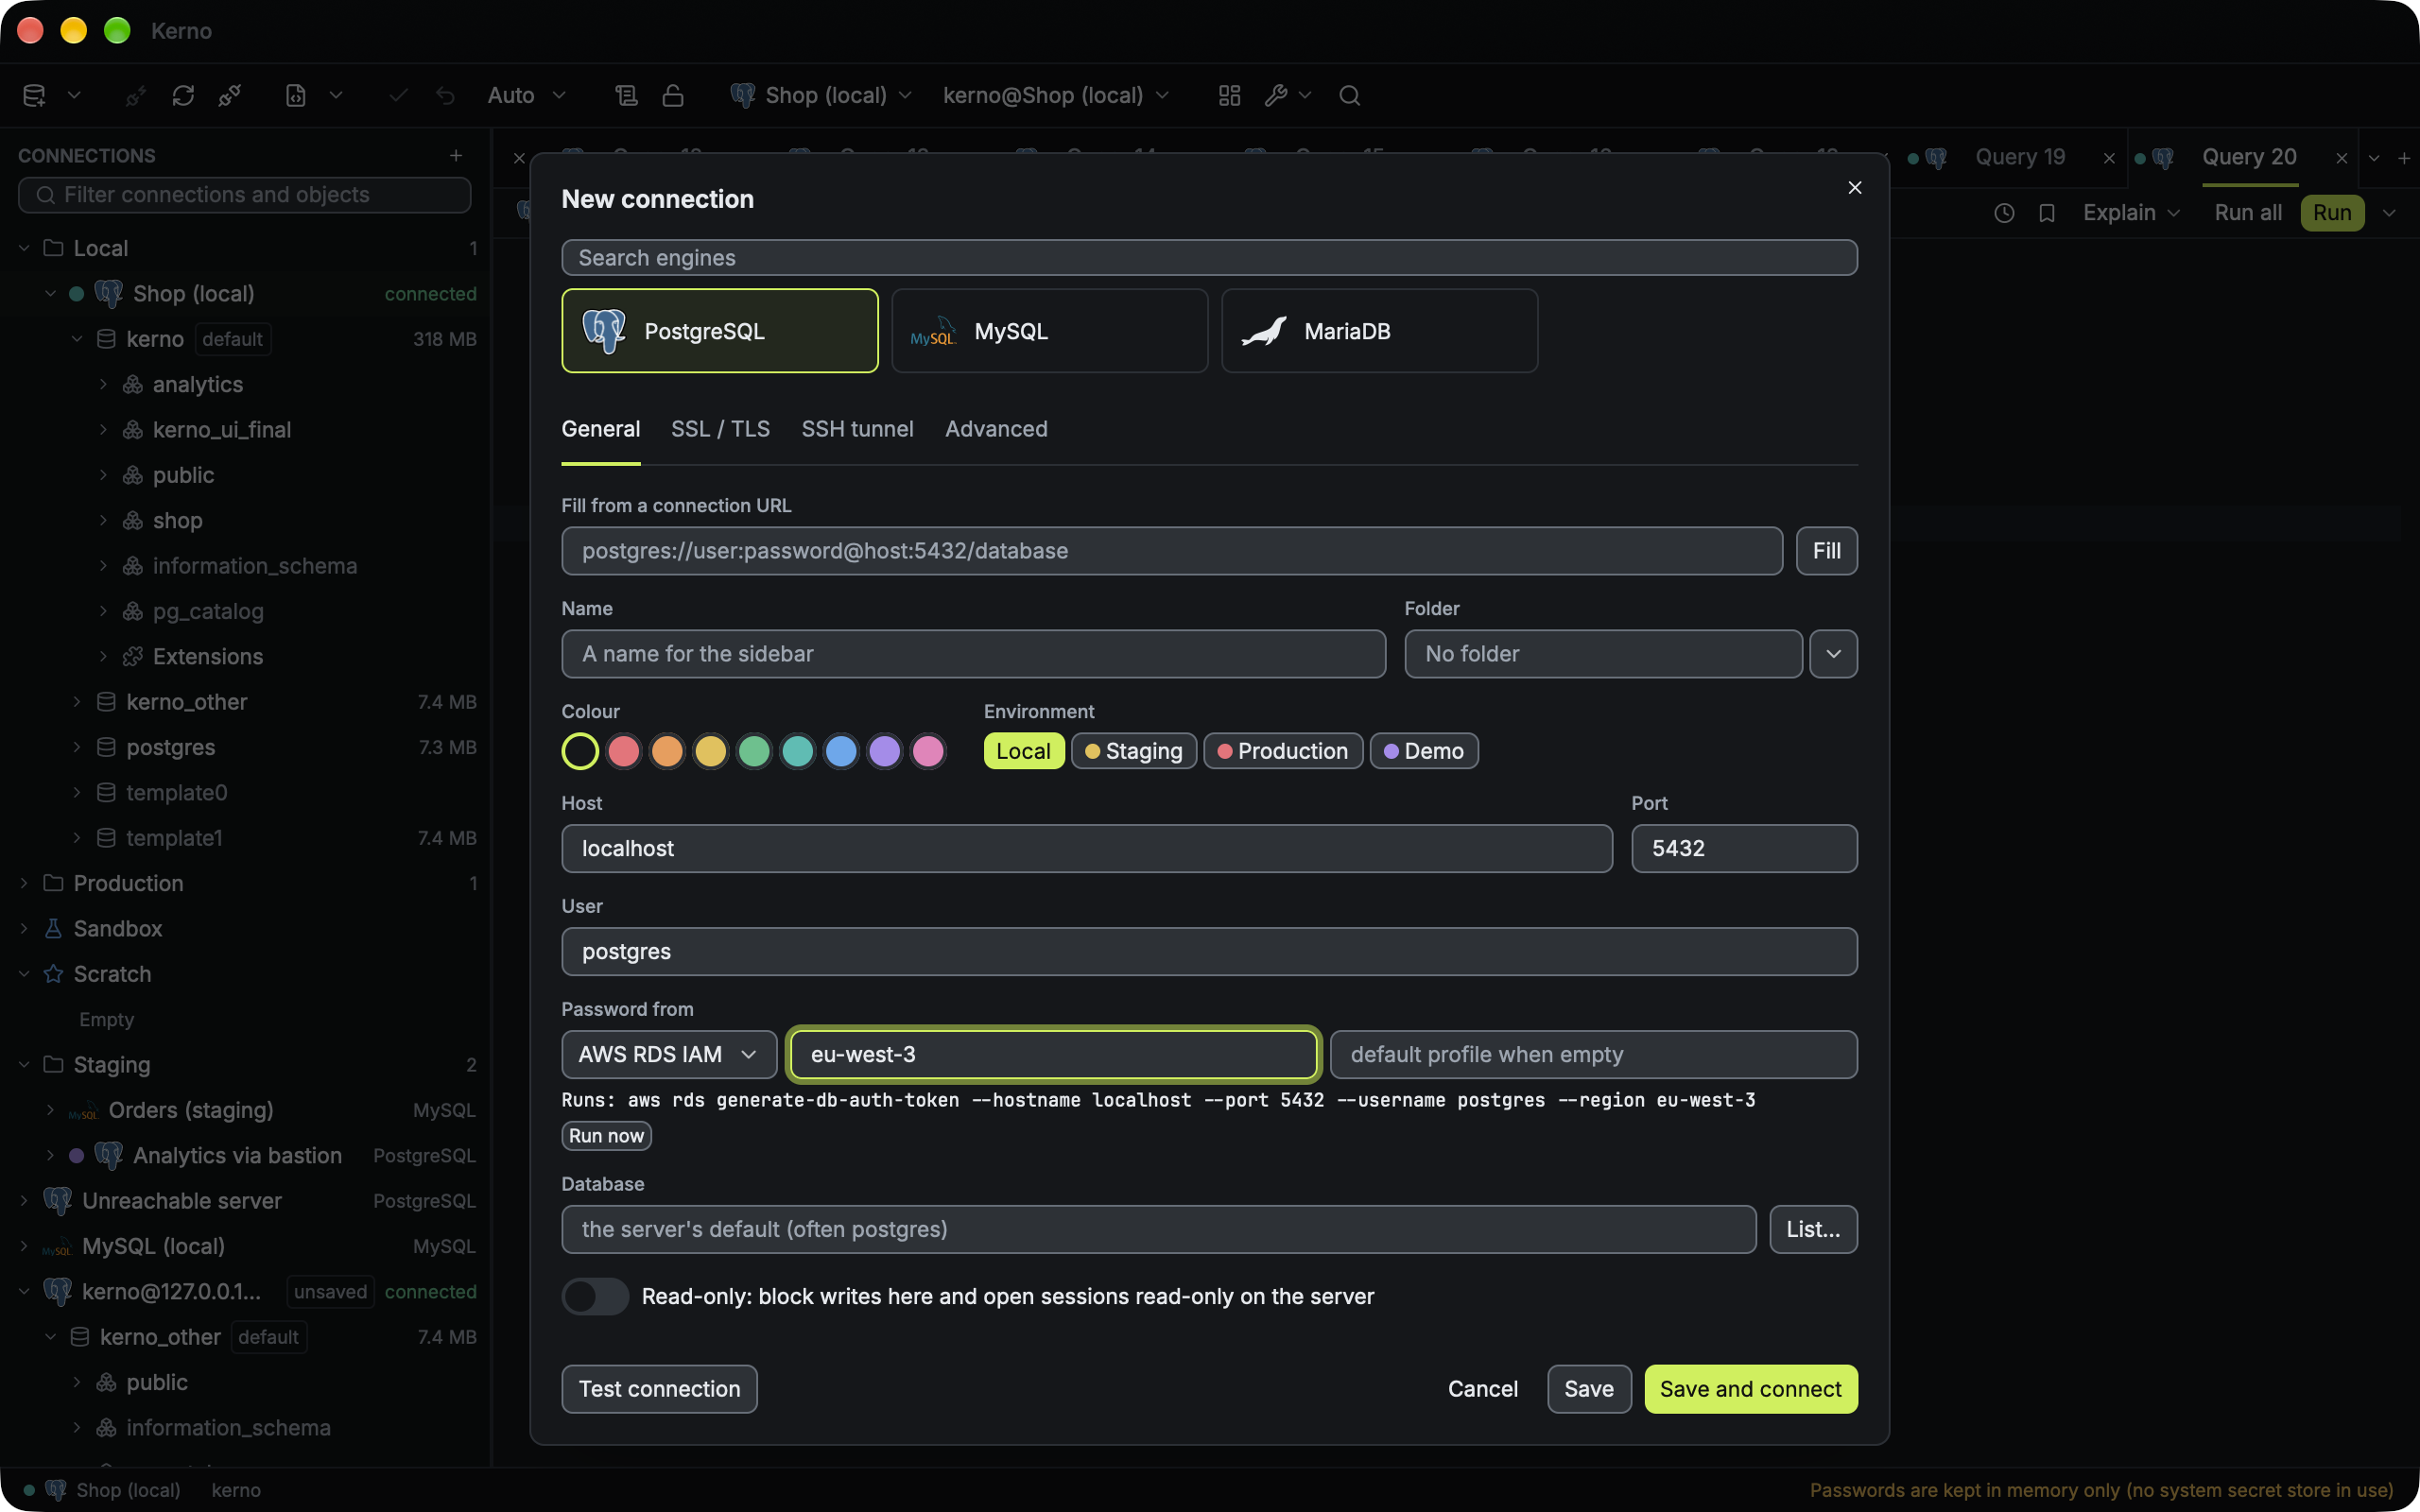 Kerno
Auto
Shop (local)
kerno@Shop (local)
CONNECTIONS
Filter connections and objects
Local 1
Shop (local) connected
kerno default 318 MB
analytics
kerno_ui_final
public
shop
information_schema
pg_catalog
Extensions
kerno_other 7.4 MB
postgres 7.3 MB
template0
template1 7.4 MB
Production 1
Sandbox
Scratch
Empty
Staging 2
Orders (staging) MySQL
Analytics via bastion PostgreSQL
Unreachable server PostgreSQL
MySQL (local) MySQL
kerno@127.0.0.1... unsaved connected
kerno_other default 7.4 MB
public
information_schema
Query 19
Query 20
Explain
Run all
Run
New connection
Search engines
PostgreSQL
MySQL
MySQL
MariaDB
General
SSL / TLS
SSH tunnel
Advanced
Fill from a connection URL
postgres://user:password@host:5432/database
Fill
Name
A name for the sidebar
Folder
No folder
Colour
Environment
Local
Staging
Production
Demo
Host
localhost
Port
5432
User
postgres
Password from
AWS RDS IAM
eu-west-3
default profile when empty
Runs: aws rds generate-db-auth-token --hostname localhost --port 5432 --username postgres --region eu-west-3
Run now
Database
the server's default (often postgres)
List...
Read-only: block writes here and open sessions read-only on the server
Test connection
Cancel
Save
Save and connect
Shop (local)
kerno
Passwords are kept in memory only (no system secret store in use)